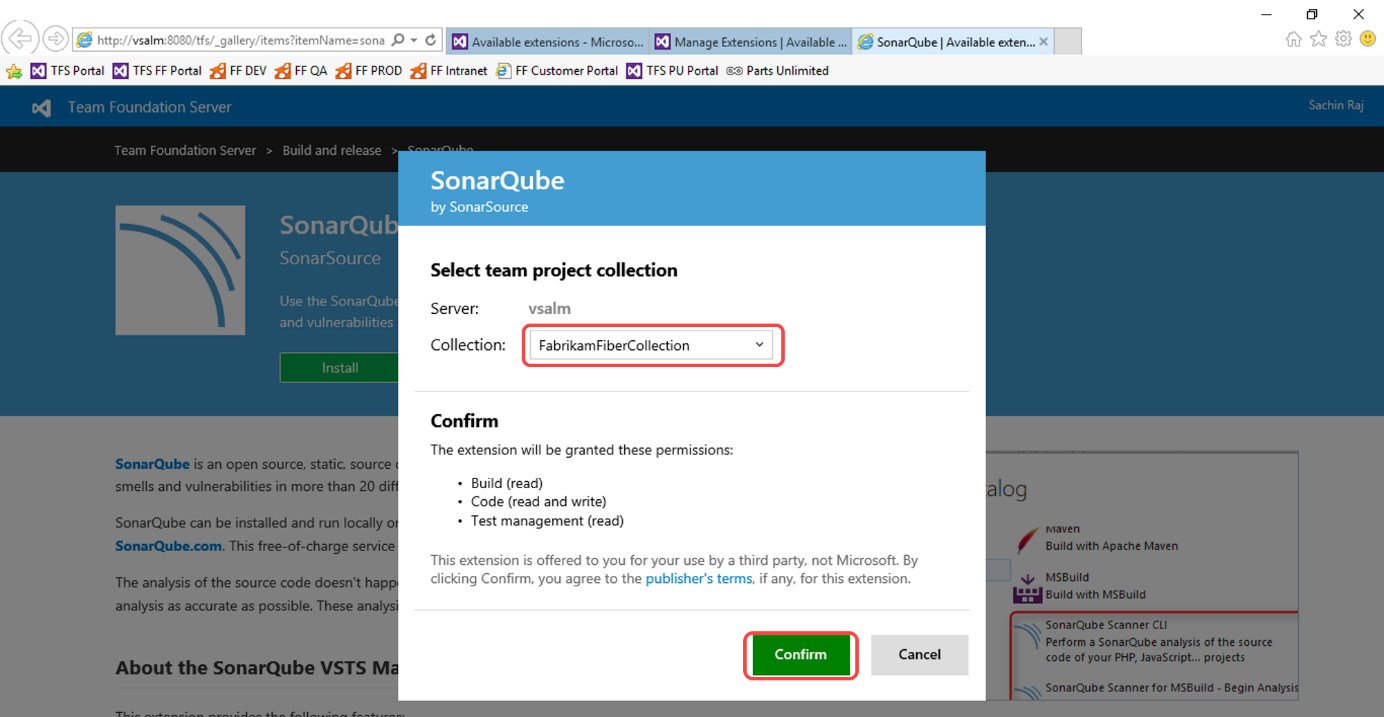 http://vsalm:8080/tfs/_gallery/items?itemName=sona
Available extensions - Microso...
Manage Extensions | Available ...
SonarQube | Available exten...
TFS Portal
TFS FF Portal
FF DEV
FF QA
FF PROD
FF Intranet
FF Customer Portal
TFS PU Portal
Parts Unlimited
Team Foundation Server
Sachin Raj
Team Foundation Server > Build and release > SonarQube
SonarQub
SonarSource
Use the SonarQube
and vulnerabilities
Install
SonarQube
by SonarSource
Select team project collection
Server: vsalm
Collection: FabrikamFiberCollection
Confirm
The extension will be granted these permissions:
• Build (read)
• Code (read and write)
• Test management (read)
This extension is offered to you for your use by a third party, not Microsoft. By
clicking Confirm, you agree to the publisher's terms, if any, for this extension.
Confirm
Cancel
SonarQube is an open source, static, source
smells and vulnerabilities in more than 20 diff
SonarQube can be installed and run locally or
SonarQube.com. This free-of-charge service
The analysis of the source code doesn't happ
analysis as accurate as possible. These analysi
About the SonarQube VSTS Ma
This extension provides the following features:
alog
Maven
Build with Apache Maven
MSBuild
Build with MSBuild
SonarQube Scanner CLI
Perform a SonarQube analysis of the source
code of your PHP, JavaScript... projects
SonarQube Scanner for MSBuild - Begin Analysis